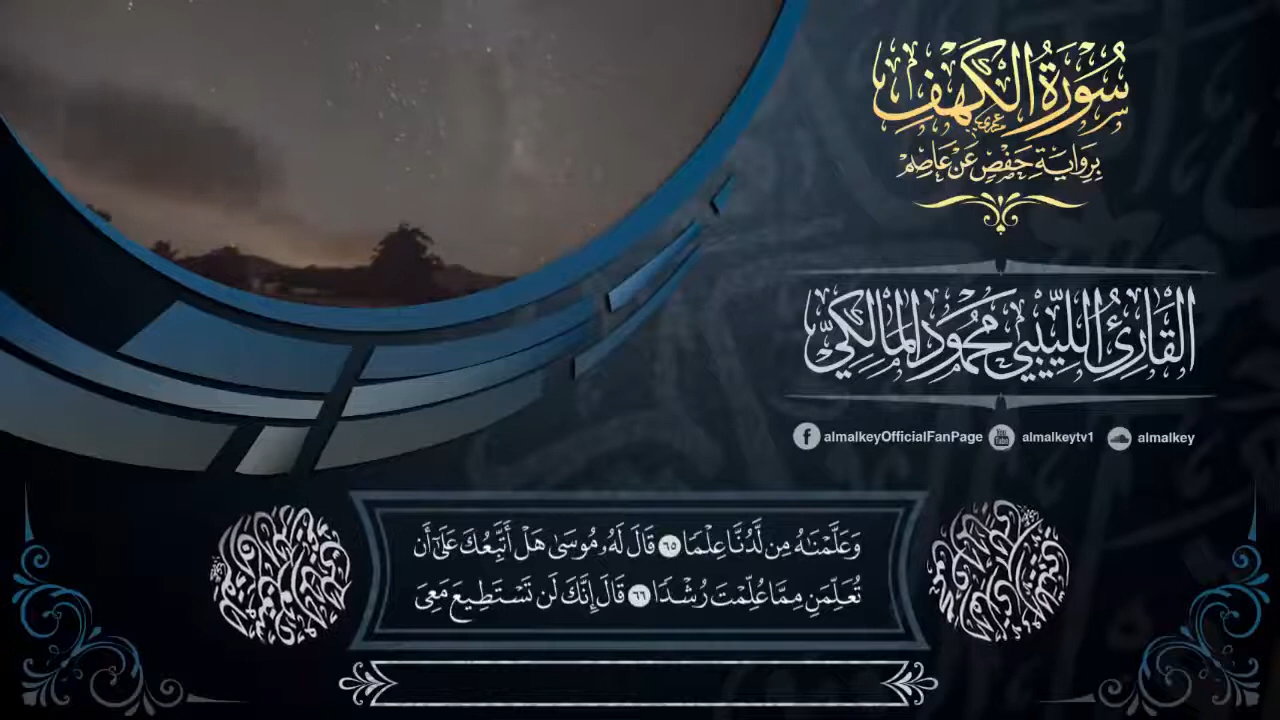 سُورَةُ الكَهَفِ
بِرِوَايَةِ حَفْصٍ عَنْ عَاصِمْ
القَارِئُ اللِّيبِيّ مَحْمُود المَالِكِيّ
almalkeyOfficialFanPage almalkeytv1 almalkey
وَعَلَّمْنَٰهُ مِن لَّدُنَّا عِلْمًا ٦٥ قَالَ لَهُۥ مُوسَىٰ هَلْ أَتَّبِعُكَ عَلَىٰٓ أَن
تُعَلِّمَنِ مِمَّا عُلِّمْتَ رُشْدًا ٦٦ قَالَ إِنَّكَ لَن تَسْتَطِيعَ مَعِىَ